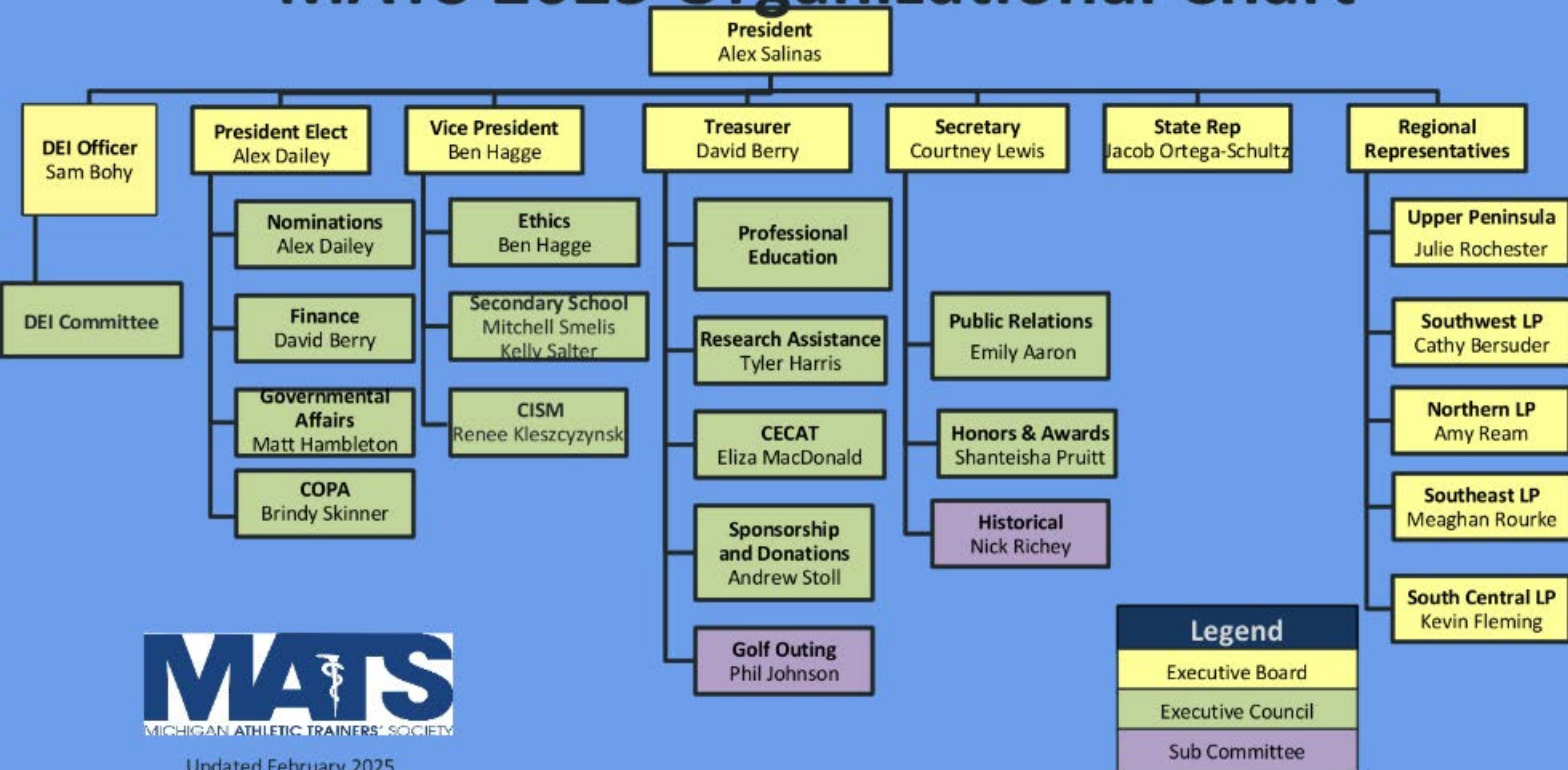 MATS 2025 Organizational Chart
President
Alex Salinas
DEI Officer
Sam Bohy
President Elect
Alex Dailey
Vice President
Ben Hagge
Treasurer
David Berry
Secretary
Courtney Lewis
State Rep
Jacob Ortega-Schultz
Regional
Representatives
DEI Committee
Nominations
Alex Dailey
Finance
David Berry
Governmental
Affairs
Matt Hambleton
COPA
Brindy Skinner
Ethics
Ben Hagge
Secondary School
Mitchell Smelis
Kelly Salter
CISM
Renee Kleszcyzynsk
Professional
Education
Research Assistance
Tyler Harris
CECAT
Eliza MacDonald
Sponsorship
and Donations
Andrew Stoll
Golf Outing
Phil Johnson
Public Relations
Emily Aaron
Honors & Awards
Shanteisha Pruitt
Historical
Nick Richey
Upper Peninsula
Julie Rochester
Southwest LP
Cathy Bersuder
Northern LP
Amy Ream
Southeast LP
Meaghan Rourke
South Central LP
Kevin Fleming
Legend
Executive Board
Executive Council
Sub Committee
MATS
MICHIGAN ATHLETIC TRAINERS' SOCIETY
Updated February 2025